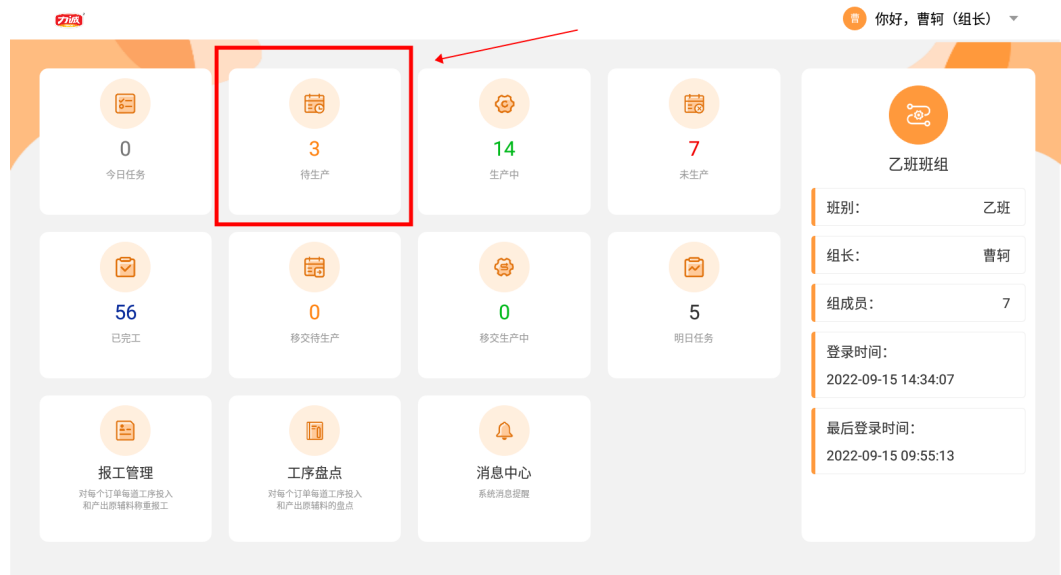 力诚
曹 你好，曹轲（组长）
0
今日任务
3
待生产
14
生产中
7
未生产
56
已完工
0
移交待生产
0
移交生产中
5
明日任务
报工管理
对每个订单每道工序投入
和产出原辅料称重报工
工序盘点
对每个订单每道工序投入
和产出原辅料的盘点
消息中心
系统消息提醒
乙班班组
班别： 乙班
组长： 曹轲
组成员： 7
登录时间：
2022-09-15 14:34:07
最后登录时间：
2022-09-15 09:55:13